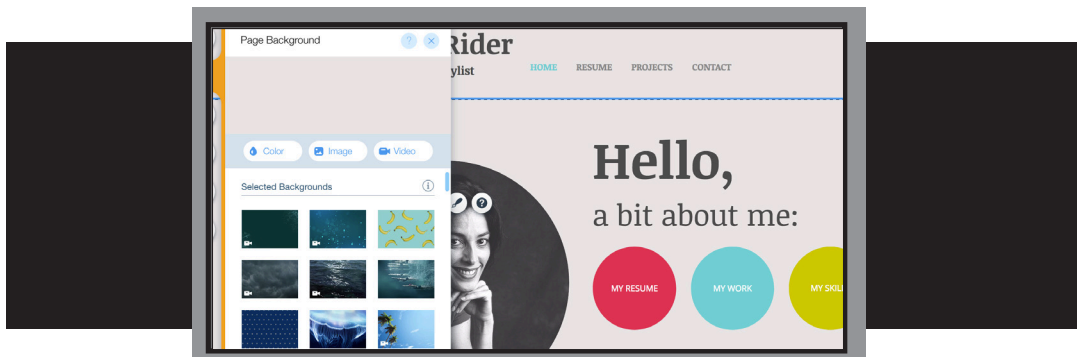 Page Background
?
Rider
ylist
HOME RESUME PROJECTS CONTACT
Color Image Video
Selected Backgrounds
i
?
Hello,
a bit about me:
MY RESUME MY WORK MY SKIL